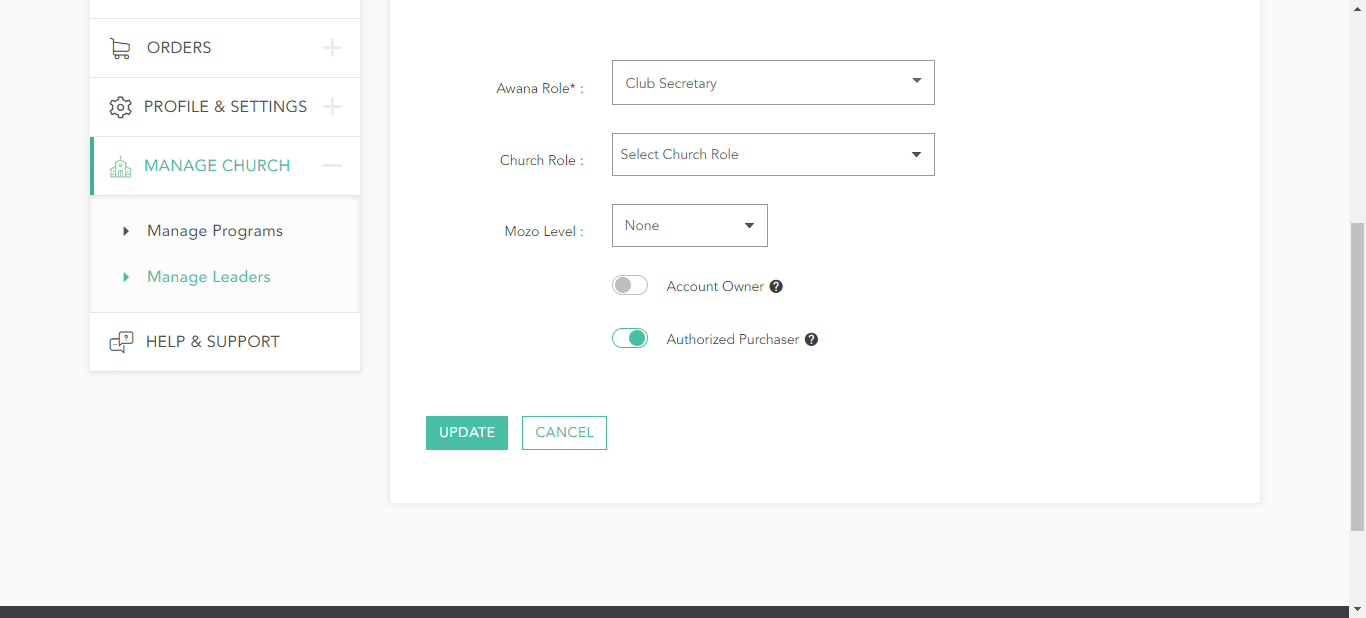 ORDERS
PROFILE & SETTINGS
MANAGE CHURCH
Manage Programs
Manage Leaders
HELP & SUPPORT
Awana Role* :
Club Secretary
Church Role :
Select Church Role
Mozo Level :
None
Account Owner ?
Authorized Purchaser ?
UPDATE
CANCEL